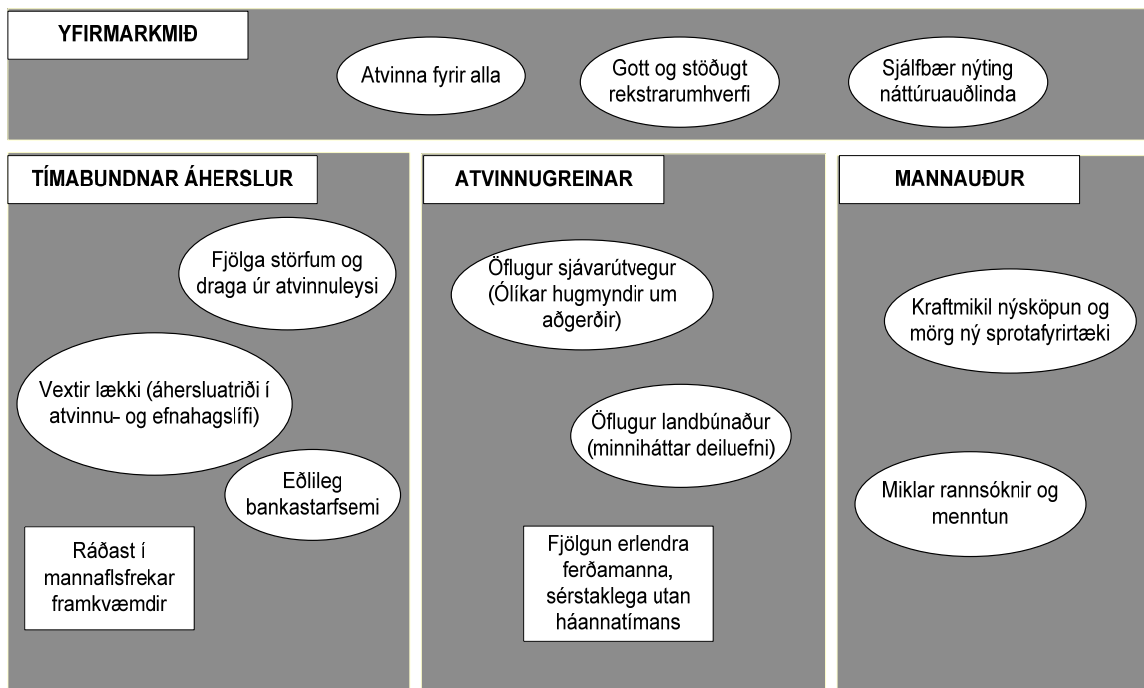 YFIRMARKMIÐ
Atvinna fyrir alla
Gott og stöðugt
rekstrarumhverfi
Sjálfbær nýting
náttúruauðlinda
TÍMABUNDNAR ÁHERSLUR
Fjölga störfum og
draga úr atvinnuleysi
Vextir lækki (áhersluatriði í
atvinnu- og efnahagslífi)
Eðlileg
bankastarfsemi
Ráðast í
mannaflsfrekar
framkvæmdir
ATVINNUGREINAR
Öflugur sjávarútvegur
(Ólíkar hugmyndir um
aðgerðir)
Öflugur landbúnaður
(minniháttar deiluefni)
Fjölgun erlendra
ferðamanna,
sérstaklega utan
háannatímans
MANNAUÐUR
Kraftmikil nýsköpun og
mörg ný sprotafyrirtæki
Miklar rannsóknir og
menntun